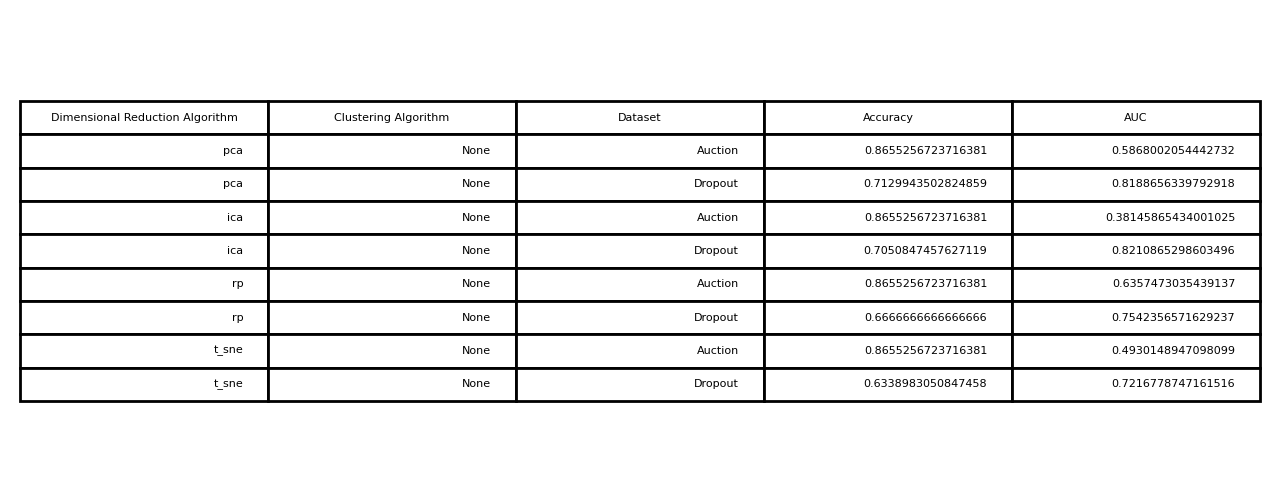 Dimensional Reduction Algorithm Clustering Algorithm Dataset Accuracy AUC
pca None Auction 0.8655256723716381 0.5868002054442732
pca None Dropout 0.7129943502824859 0.8188656339792918
ica None Auction 0.8655256723716381 0.38145865434001025
ica None Dropout 0.7050847457627119 0.8210865298603496
rp None Auction 0.8655256723716381 0.6357473035439137
rp None Dropout 0.6666666666666666 0.7542356571629237
t_sne None Auction 0.8655256723716381 0.4930148947098099
t_sne None Dropout 0.6338983050847458 0.7216778747161516